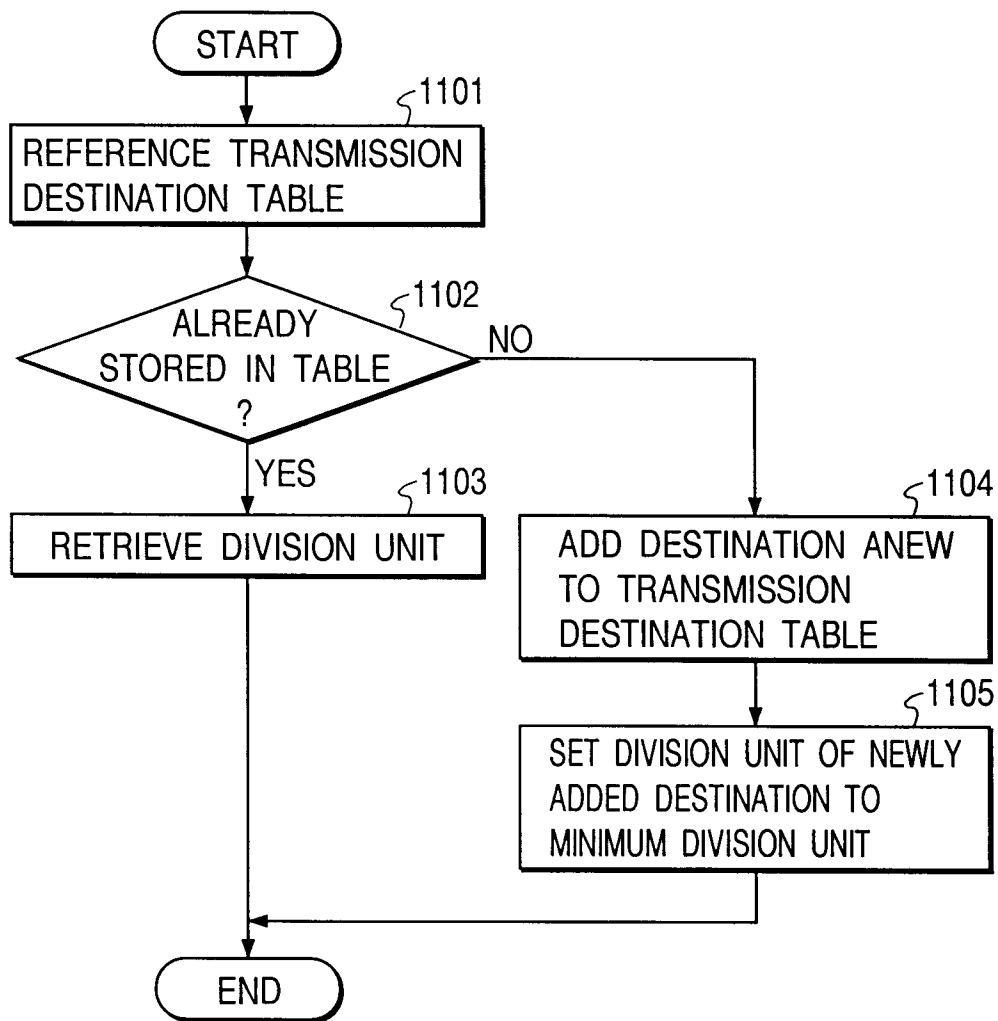 START
1101
REFERENCE TRANSMISSION
DESTINATION TABLE
1102
ALREADY
STORED IN TABLE
?
NO
YES
1103
RETRIEVE DIVISION UNIT
1104
ADD DESTINATION ANEW
TO TRANSMISSION
DESTINATION TABLE
1105
SET DIVISION UNIT OF NEWLY
ADDED DESTINATION TO
MINIMUM DIVISION UNIT
END